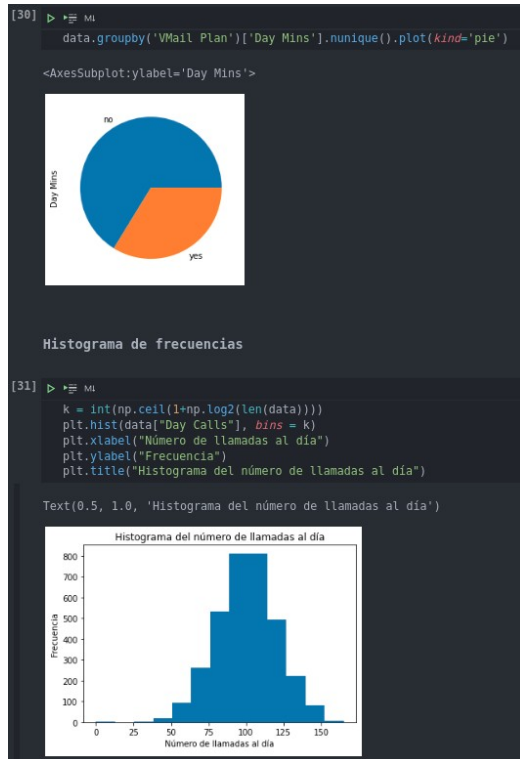 [30] M↓
data.groupby('VMail Plan')['Day Mins'].nunique().plot(kind='pie')
<AxesSubplot:ylabel='Day Mins'>
no
Day Mins
yes
Histograma de frecuencias
[31] M↓
k = int(np.ceil(1+np.log2(len(data))))
plt.hist(data["Day Calls"], bins = k)
plt.xlabel("Número de llamadas al día")
plt.ylabel("Frecuencia")
plt.title("Histograma del número de llamadas al día")
Text(0.5, 1.0, 'Histograma del número de llamadas al día')
Histograma del número de llamadas al día
800
700
600
500
400
300
200
100
0
Frecuencia
0 25 50 75 100 125 150
Número de llamadas al día